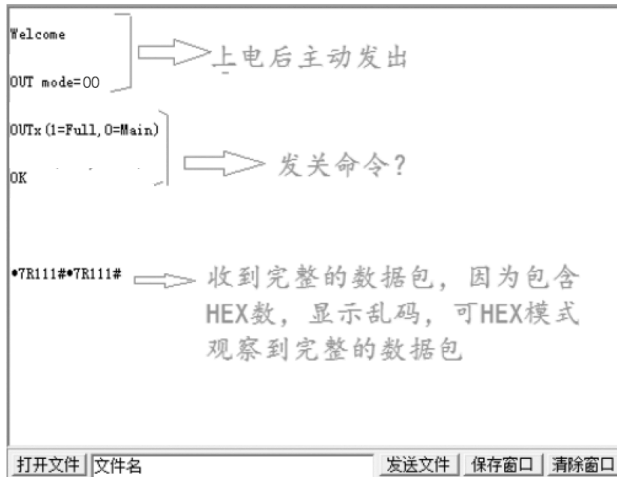 Welcome
上电后主动发出
OUT mode=00
OUTx(1=Full,0=Main)
发关命令?
OK
•7R111#•7R111#
收到完整的数据包, 因为包含
HEX数, 显示乱码, 可HEX模式
观察到完整的数据包
打开文件 文件名 发送文件 保存窗口 清除窗口